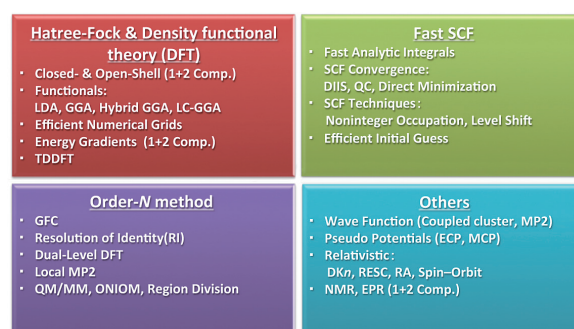 Hatree-Fock & Density functional
theory (DFT)
• Closed- & Open-Shell (1+2 Comp.)
• Functionals:
LDA, GGA, Hybrid GGA, LC-GGA
• Efficient Numerical Grids
• Energy Gradients (1+2 Comp.)
• TDDFT
Fast SCF
• Fast Analytic Integrals
• SCF Convergence:
DIIS, QC, Direct Minimization
• SCF Techniques:
Noninteger Occupation, Level Shift
• Efficient Initial Guess
Order-N method
• GFC
• Resolution of Identity(RI)
• Dual-Level DFT
• Local MP2
• QM/MM, ONIOM, Region Division
Others
• Wave Function (Coupled cluster, MP2)
• Pseudo Potentials (ECP, MCP)
• Relativistic:
DKn, RESC, RA, Spin–Orbit
• NMR, EPR (1+2 Comp.)